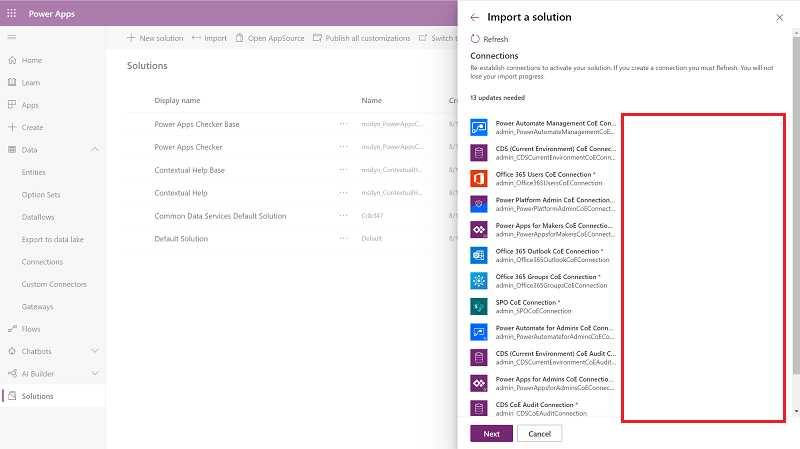 Power Apps
Import a solution
New solution
Import
Open AppSource
Publish all customizations
Switch t
Refresh
Connections
Re-establish connections to activate your solution. If you create a connection you must Refresh. You will
not lose your import progress.
13 updates needed
Home
Learn
Apps
Create
Data
Entities
Option Sets
Dataflows
Export to data lake
Connections
Custom Connectors
Gateways
Flows
Chatbots
AI Builder
Solutions
Solutions
Display name
Name
Cre
Power Apps Checker Base
···
msdyn_PowerAppsC...
8/1
Power Apps Checker
···
msdyn_PowerAppsC...
8/1
Contextual Help Base
···
msdyn_ContextualH...
8/1
Contextual Help
···
msdyn_ContextualH...
8/1
Common Data Services Default Solution
···
Cr8cf47
8/1
Default Solution
···
Default
8/1
Power Automate Management CoE Con...
admin_PowerAutomateManagementCoE...
CDS (Current Environment) CoE Connec...
admin_CDSCurrentEnvironmentCoEConn...
Office 365 Users CoE Connection *
admin_Office365UsersCoEConnection
Power Platform Admin CoE Connection...
admin_PowerPlatformAdminCoEConnect...
Power Apps for Makers CoE Connectio...
admin_PowerAppsforMakersCoEConnect...
Office 365 Outlook CoE Connection *
admin_Office365OutlookCoEConnection
Office 365 Groups CoE Connection *
admin_Office365GroupsCoEConnection
SPO CoE Connection *
admin_SPOCoEConnection
Power Automate for Admins CoE Conn...
admin_PowerAutomateforAdminsCoECo...
CDS (Current Environment) CoE Audit C...
admin_CDSCurrentEnvironmentCoEAudit...
Power Apps for Admins CoE Connectio...
admin_PowerAppsforAdminsCoEConnect...
CDS CoE Audit Connection *
admin_CDSCoEAuditConnection
Next
Cancel